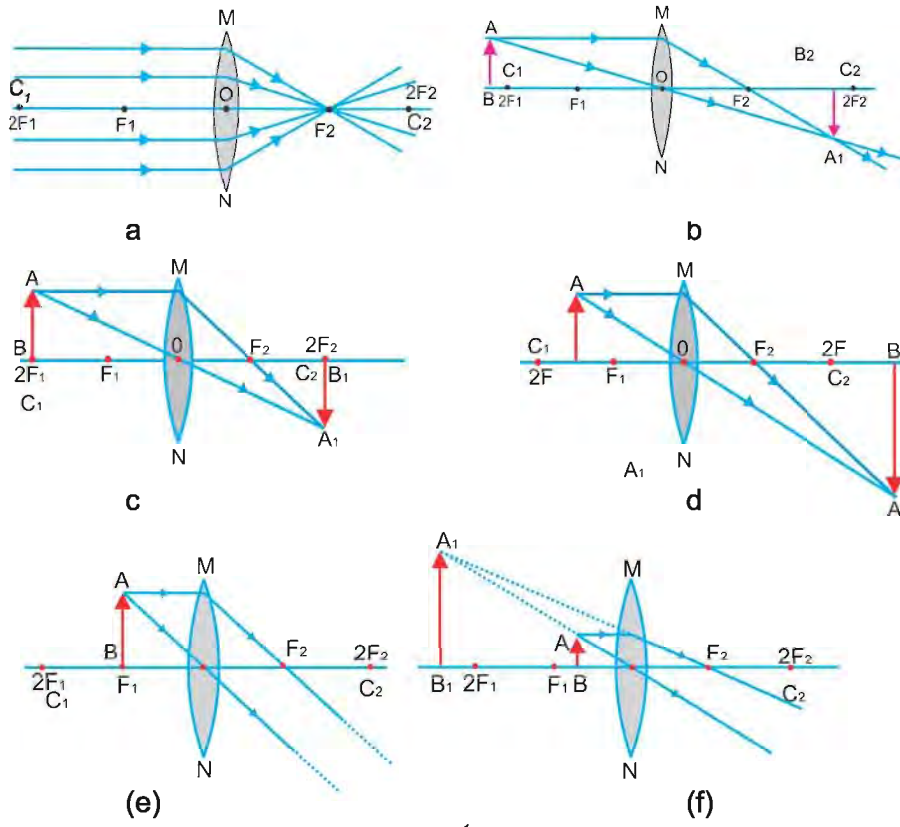 M
C1 O 2F2
2F1 F1 F2 C2
N
a
M
A B2
C1 O C2
B 2F1 F1 F2 2F2
A1
N
b
M
A
B 0 F2 2F2
2F1 F1 C2 B1
C1
A1
N
c
M
A
C1 0 F2 2F B
2F F1 C2
N
A1
A
d
M
A
B F2 2F2
2F1 F1 C2
C1
N
(e)
A1
M
A
F2 2F2
B1 2F1 F1 B C2
N
(f)